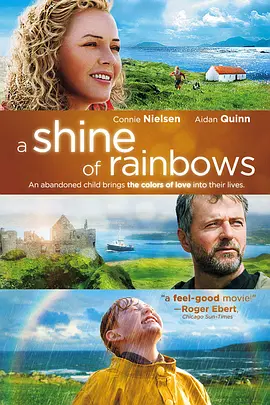 Connie Nielsen Aidan Quinn
a shine
of rainbows
An abandoned child brings the colors of love into their lives.
"a feel-good movie!"
—Roger Ebert,
Chicago Sun-Times